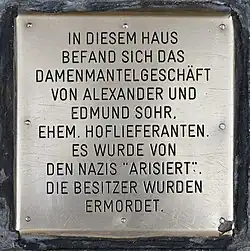 IN DIESEM HAUS
BEFAND SICH DAS
DAMENMANTELGESCHÄFT
VON ALEXANDER UND
EDMUND SOHR,
EHEM. HOFLIEFERANTEN.
ES WURDE VON
DEN NAZIS "ARISIERT".
DIE BESITZER WURDEN
ERMORDET.